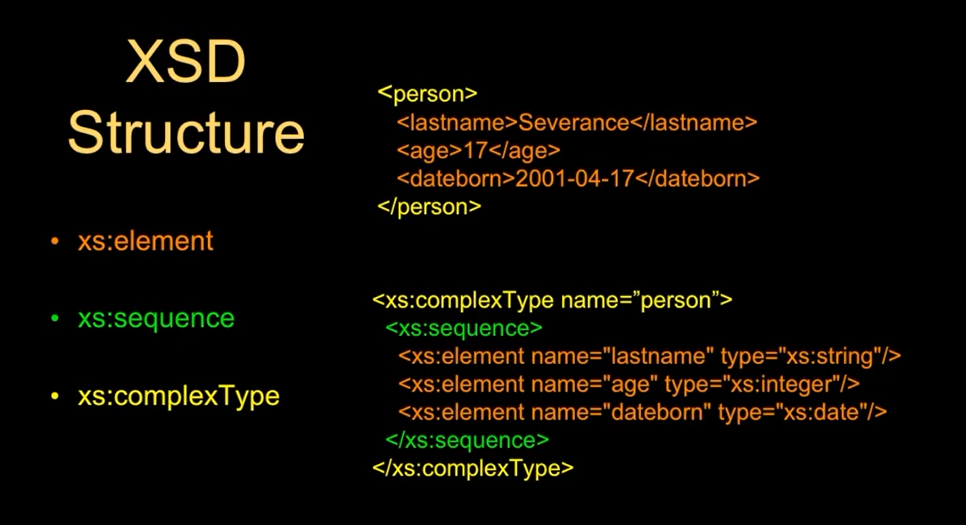 XSD
Structure
• xs:element
• xs:sequence
• xs:complexType
<person>
<lastname>Severance</lastname>
<age>17</age>
<dateborn>2001-04-17</dateborn>
</person>
<xs:complexType name=”person”>
<xs:sequence>
<xs:element name="lastname" type="xs:string"/>
<xs:element name="age" type="xs:integer"/>
<xs:element name="dateborn" type="xs:date"/>
</xs:sequence>
</xs:complexType>